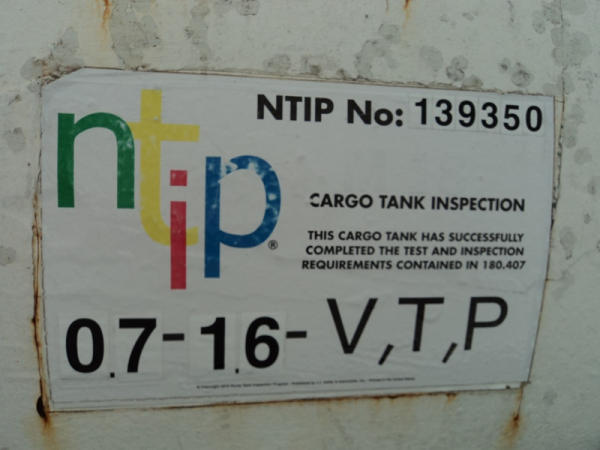 NTIP No: 139350
ntip®
CARGO TANK INSPECTION
THIS CARGO TANK HAS SUCCESSFULLY
COMPLETED THE TEST AND INSPECTION
REQUIREMENTS CONTAINED IN 180.407
07-16-V,T,P